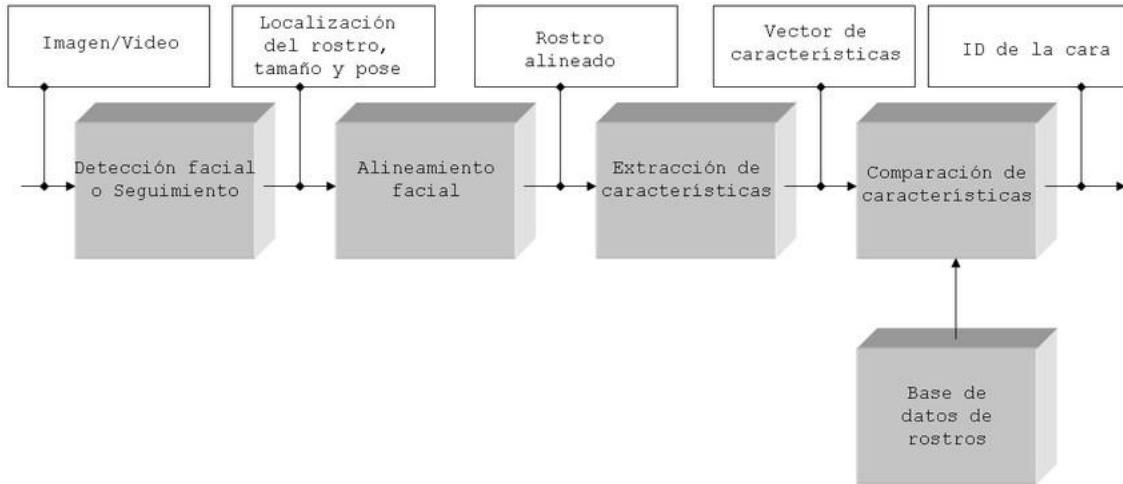 Imagen/Video
Localización
del rostro,
tamaño y pose
Rostro
alineado
Vector de
características
ID de la cara
Detección facial
o Seguimiento
Alineamiento
facial
Extracción de
características
Comparación de
características
Base de
datos de
rostros